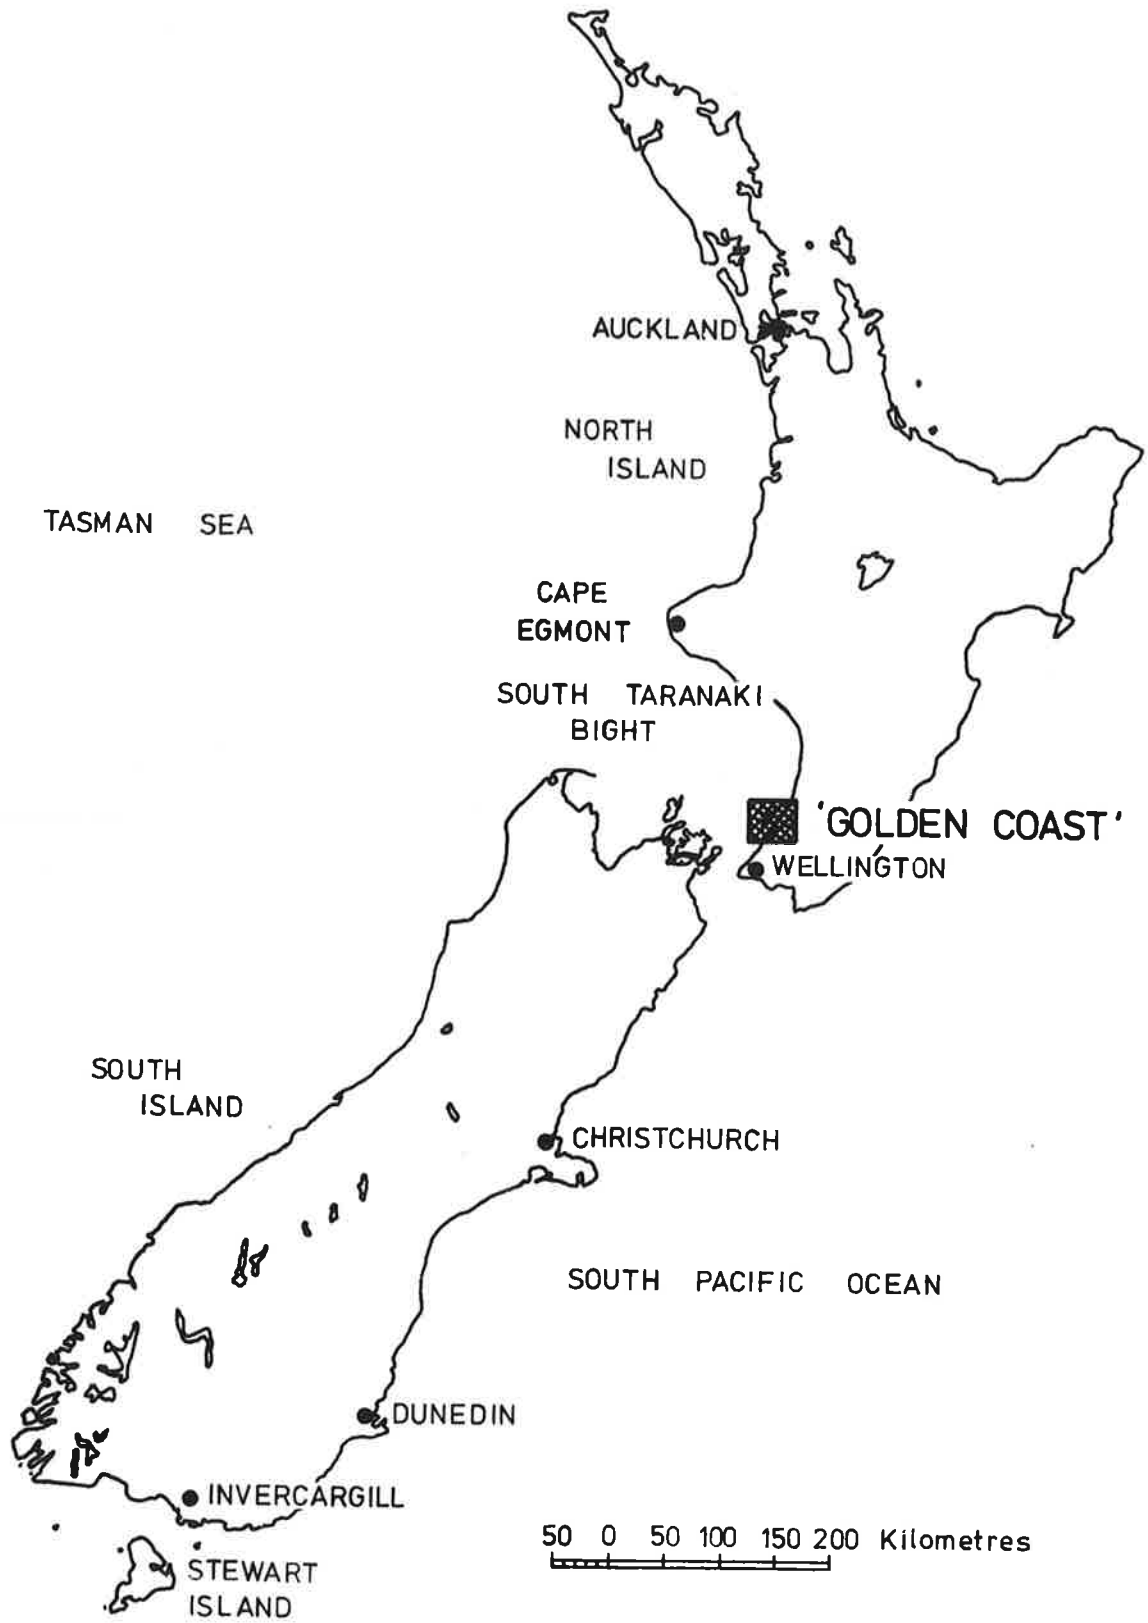 AUCKLAND
NORTH
ISLAND
TASMAN SEA
CAPE
EGMONT
SOUTH TARANAKI
BIGHT
'GOLDEN COAST'
WELLINGTON
SOUTH
ISLAND
CHRISTCHURCH
SOUTH PACIFIC OCEAN
DUNEDIN
INVERCARGILL
50 0 50 100 150 200 Kilometres
STEWART
ISLAND